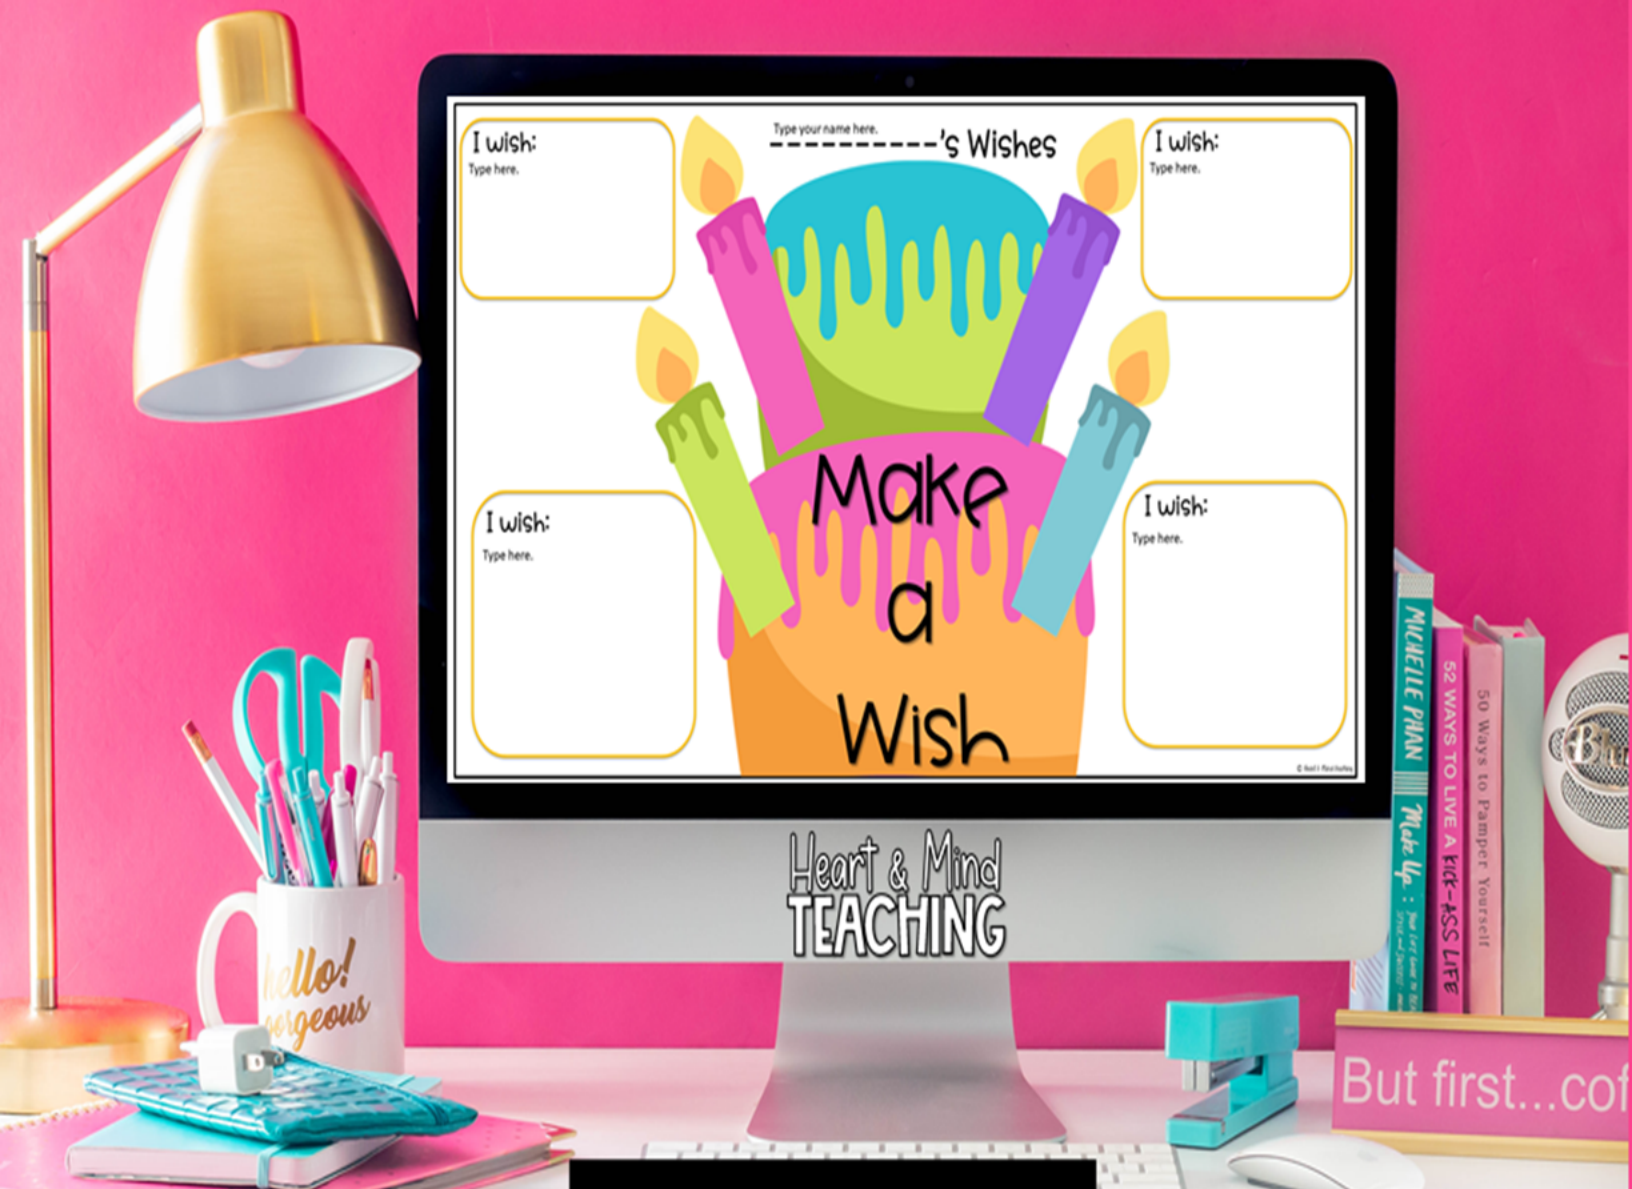 Type your name here.
__________'s Wishes
I wish:
Type here.
I wish:
Type here.
I wish:
Type here.
I wish:
Type here.
Make
a
Wish
Heart & Mind
TEACHING
hello!
gorgeous
MICHELLE PHAN
Make Up:
52 WAYS TO LIVE A KICK-ASS LIFE
50 Ways to Pamper Yourself
But first...cof